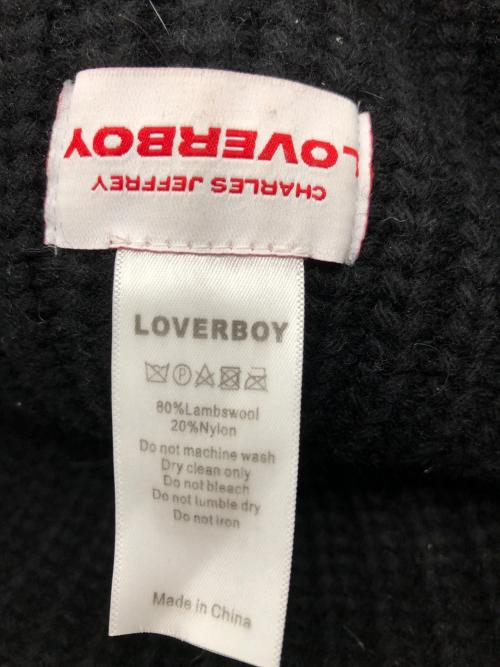 LOVERBOY
CHARLES JEFFREY
LOVERBOY
80%Lambswool
20%Nylon
Do not machine wash
Dry clean only
Do not bleach
Do not tumble dry
Do not iron
Made in China